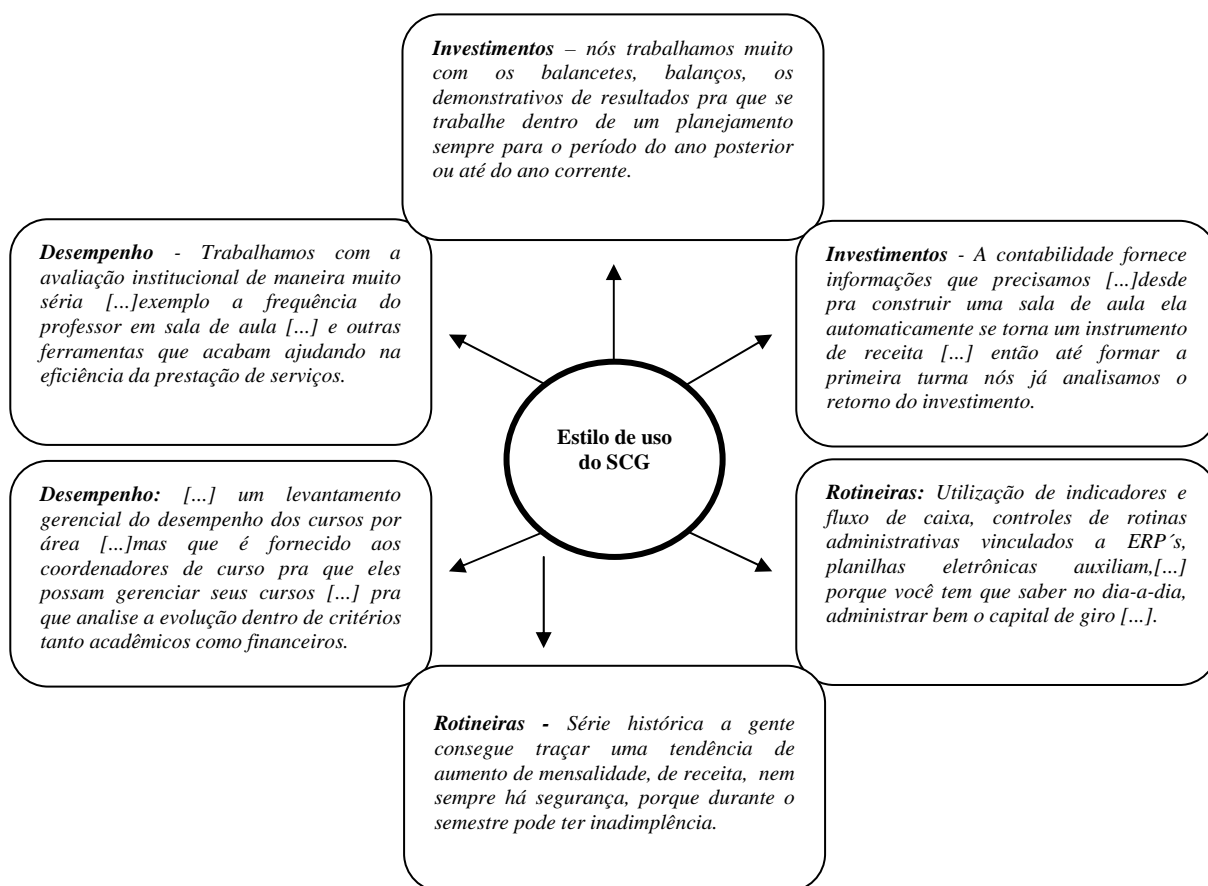 Investimentos – nós trabalhamos muito
com os balancetes, balanços, os
demonstrativos de resultados pra que se
trabalhe dentro de um planejamento
sempre para o período do ano posterior
ou até do ano corrente.
Desempenho - Trabalhamos com a
avaliação institucional de maneira muito
séria [...]exemplo a frequência do
professor em sala de aula [...] e outras
ferramentas que acabam ajudando na
eficiência da prestação de serviços.
Investimentos - A contabilidade fornece
informações que precisamos [...]desde
pra construir uma sala de aula ela
automaticamente se torna um instrumento
de receita [...] então até formar a
primeira turma nós já analisamos o
retorno do investimento.
Estilo de uso
do SCG
Desempenho: [...] um levantamento
gerencial do desempenho dos cursos por
área [...]mas que é fornecido aos
coordenadores de curso pra que eles
possam gerenciar seus cursos [...] pra
que analise a evolução dentro de critérios
tanto acadêmicos como financeiros.
Rotineiras: Utilização de indicadores e
fluxo de caixa, controles de rotinas
administrativas vinculados a ERP´s,
planilhas eletrônicas auxiliam,[...]
porque você tem que saber no dia-a-dia,
administrar bem o capital de giro [...].
Rotineiras - Série histórica a gente
consegue traçar uma tendência de
aumento de mensalidade, de receita, nem
sempre há segurança, porque durante o
semestre pode ter inadimplência.